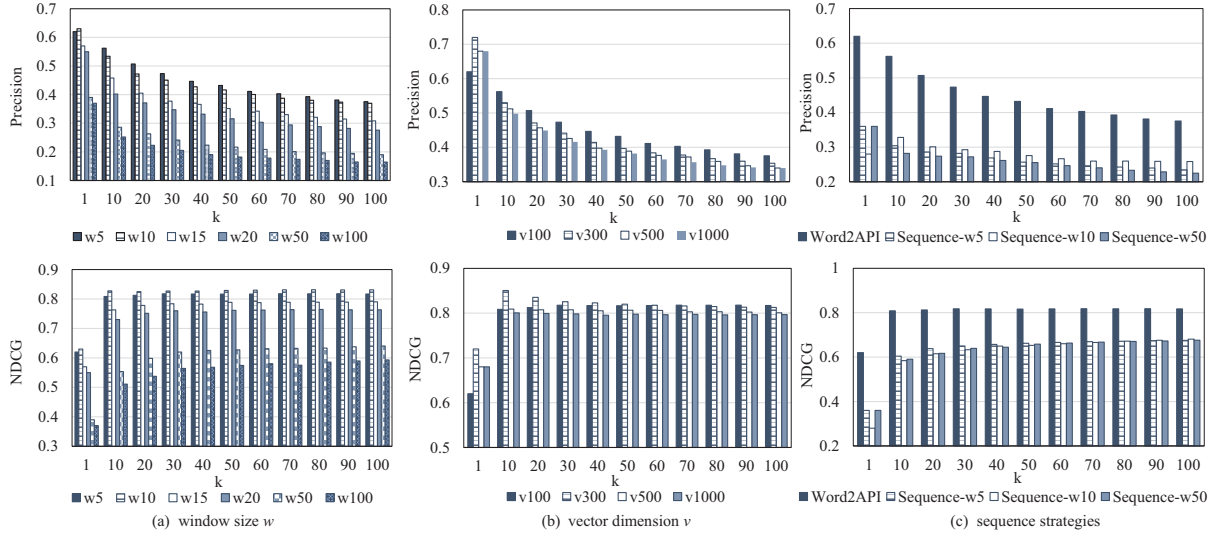 0.7
0.6
0.5
0.4
0.3
0.2
0.1
Precision
1 10 20 30 40 50 60 70 80 90 100
k
w5 w10 w15 w20 w50 w100
0.8
0.7
0.6
0.5
0.4
0.3
Precision
1 10 20 30 40 50 60 70 80 90 100
k
v100 v300 v500 v1000
0.7
0.6
0.5
0.4
0.3
0.2
Precision
1 10 20 30 40 50 60 70 80 90 100
k
Word2API Sequence-w5 Sequence-w10 Sequence-w50
0.9
0.8
0.7
0.6
0.5
0.4
0.3
NDCG
1 10 20 30 40 50 60 70 80 90 100
k
w5 w10 w15 w20 w50 w100
(a) window size w
0.9
0.8
0.7
0.6
0.5
NDCG
1 10 20 30 40 50 60 70 80 90 100
k
v100 v300 v500 v1000
(b) vector dimension v
1
0.8
0.6
0.4
0.2
NDCG
1 10 20 30 40 50 60 70 80 90 100
k
Word2API Sequence-w5 Sequence-w10 Sequence-w50
(c) sequence strategies